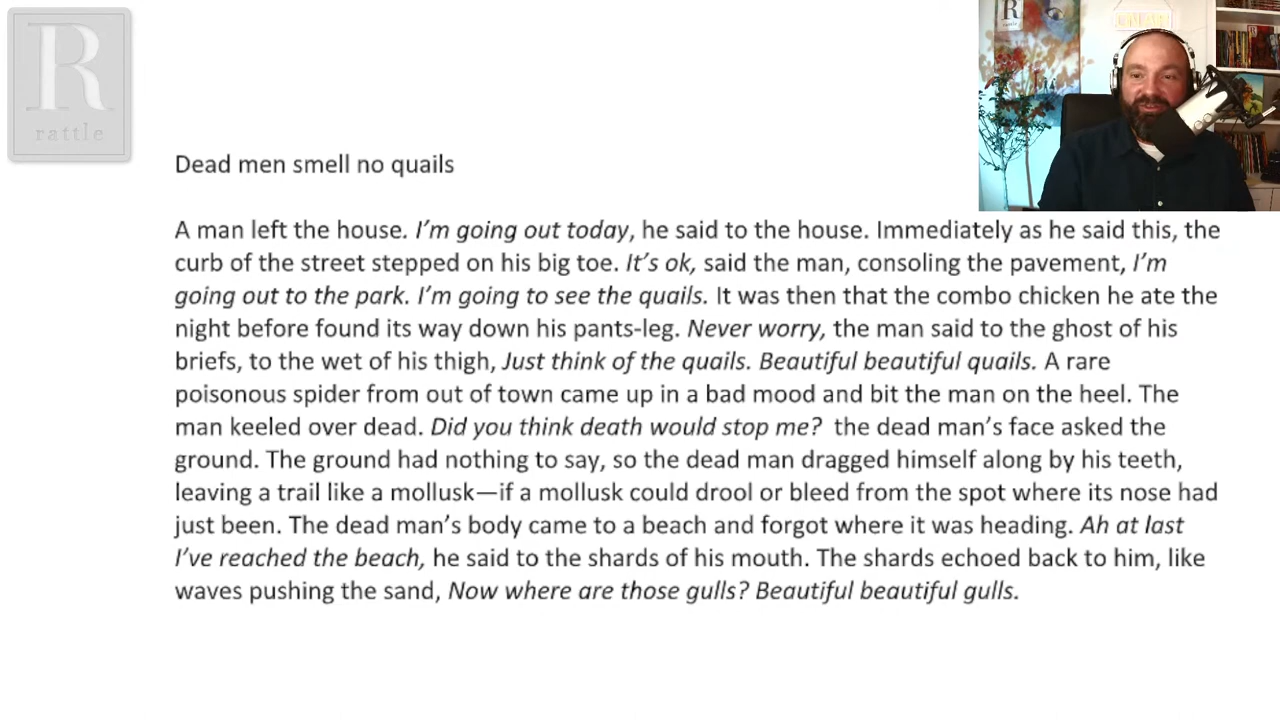 R
rattle
R
rattle
ON AIR
Dead men smell no quails
A man left the house. I’m going out today, he said to the house. Immediately as he said this, the
curb of the street stepped on his big toe. It’s ok, said the man, consoling the pavement, I’m
going out to the park. I’m going to see the quails. It was then that the combo chicken he ate the
night before found its way down his pants-leg. Never worry, the man said to the ghost of his
briefs, to the wet of his thigh, Just think of the quails. Beautiful beautiful quails. A rare
poisonous spider from out of town came up in a bad mood and bit the man on the heel. The
man keeled over dead. Did you think death would stop me?  the dead man’s face asked the
ground. The ground had nothing to say, so the dead man dragged himself along by his teeth,
leaving a trail like a mollusk—if a mollusk could drool or bleed from the spot where its nose had
just been. The dead man’s body came to a beach and forgot where it was heading. Ah at last
I’ve reached the beach, he said to the shards of his mouth. The shards echoed back to him, like
waves pushing the sand, Now where are those gulls? Beautiful beautiful gulls.